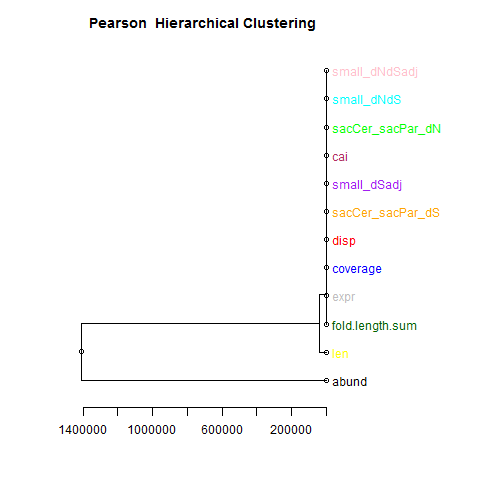 Pearson  Hierarchical Clustering
small_dNdSadj
small_dNdS
sacCer_sacPar_dN
cai
small_dSadj
sacCer_sacPar_dS
disp
coverage
expr
fold.length.sum
len
abund
1400000 1000000 600000 200000